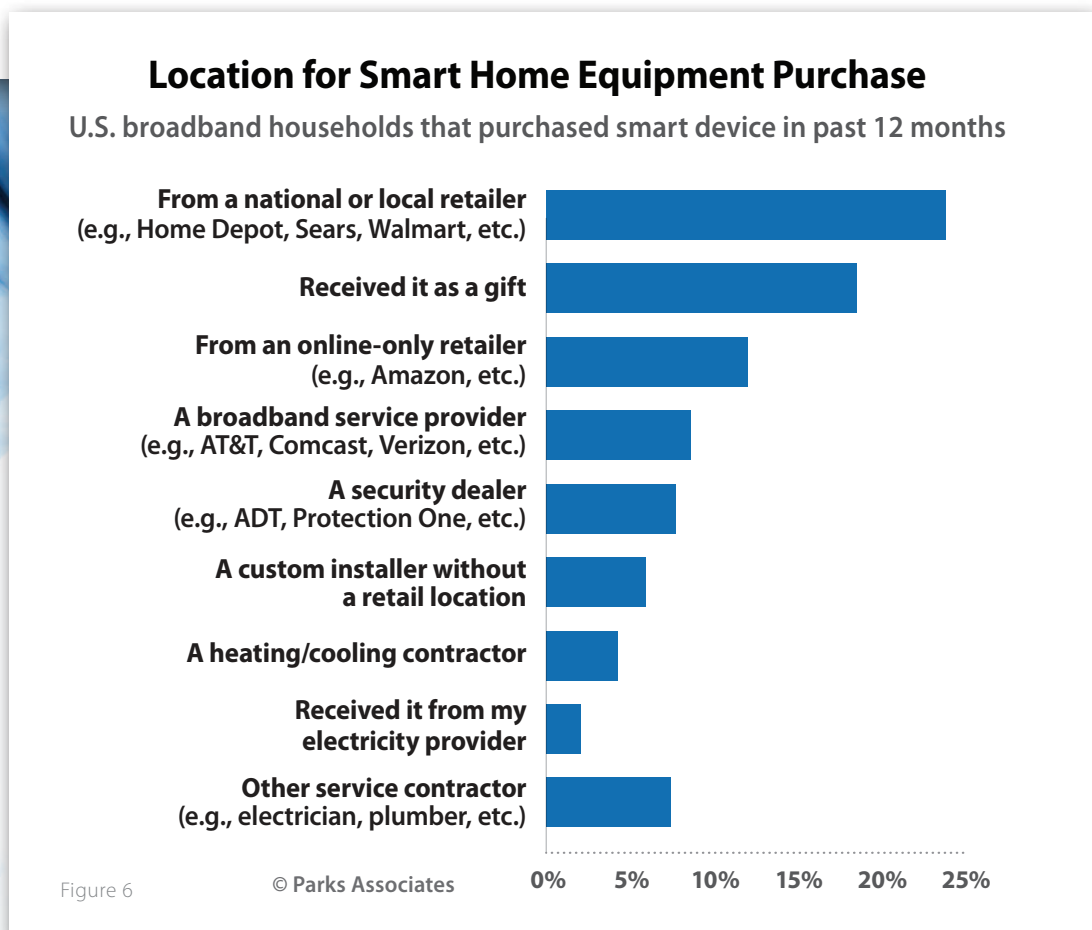 Location for Smart Home Equipment Purchase
U.S. broadband households that purchased smart device in past 12 months
From a national or local retailer
(e.g., Home Depot, Sears, Walmart, etc.)
Received it as a gift
From an online-only retailer
(e.g., Amazon, etc.)
A broadband service provider
(e.g., AT&T, Comcast, Verizon, etc.)
A security dealer
(e.g., ADT, Protection One, etc.)
A custom installer without
a retail location
A heating/cooling contractor
Received it from my
electricity provider
Other service contractor
(e.g., electrician, plumber, etc.)
0% 5% 10% 15% 20% 25%
Figure 6
© Parks Associates